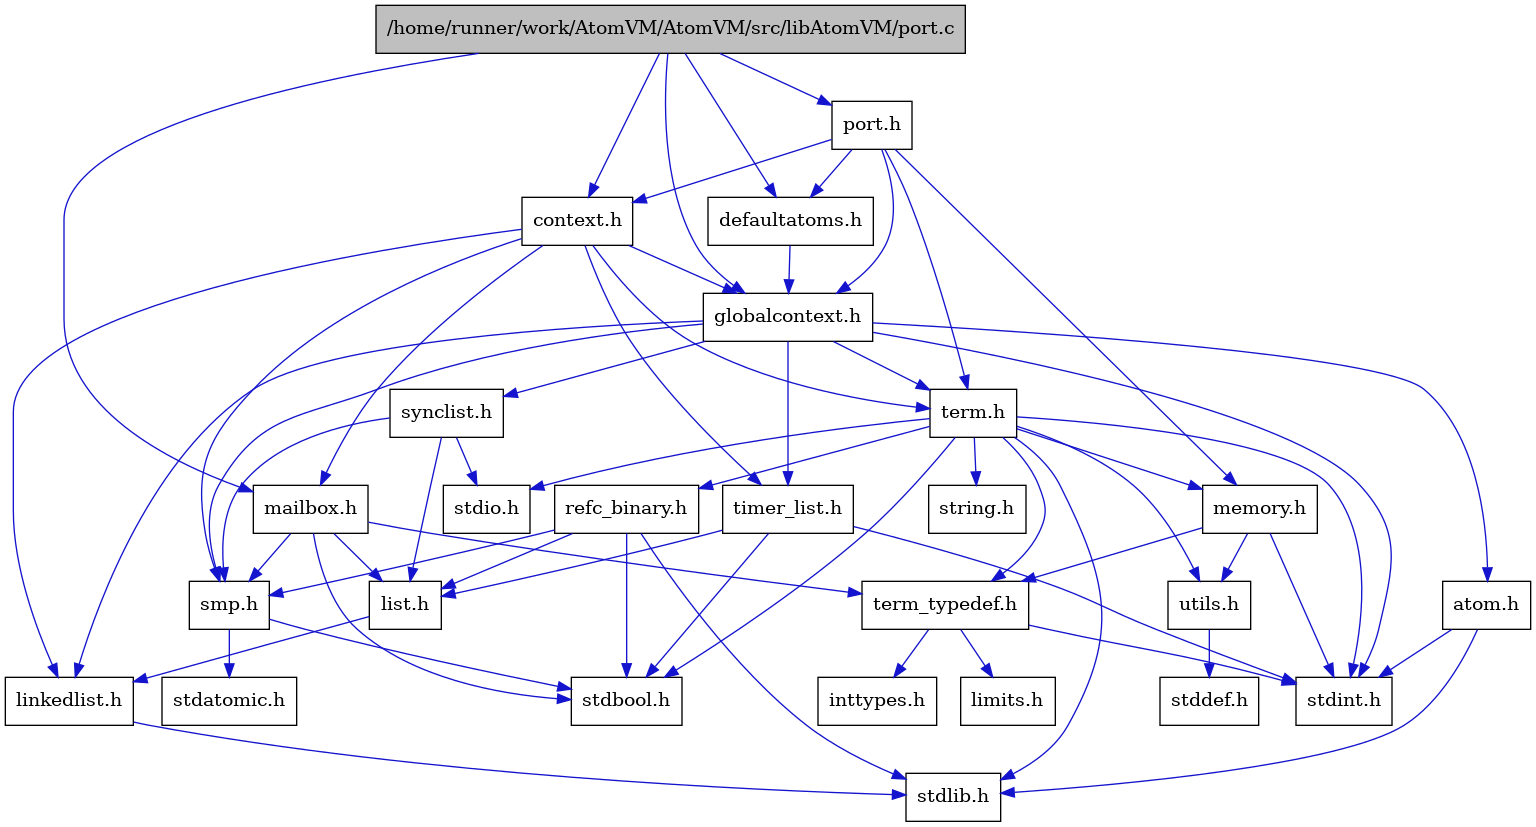 /home/runner/work/AtomVM/AtomVM/src/libAtomVM/port.c
port.h
context.h
defaultatoms.h
globalcontext.h
synclist.h
term.h
mailbox.h
stdio.h
refc_binary.h
timer_list.h
string.h
memory.h
smp.h
list.h
term_typedef.h
utils.h
atom.h
linkedlist.h
stdatomic.h
stdbool.h
inttypes.h
limits.h
stddef.h
stdint.h
stdlib.h